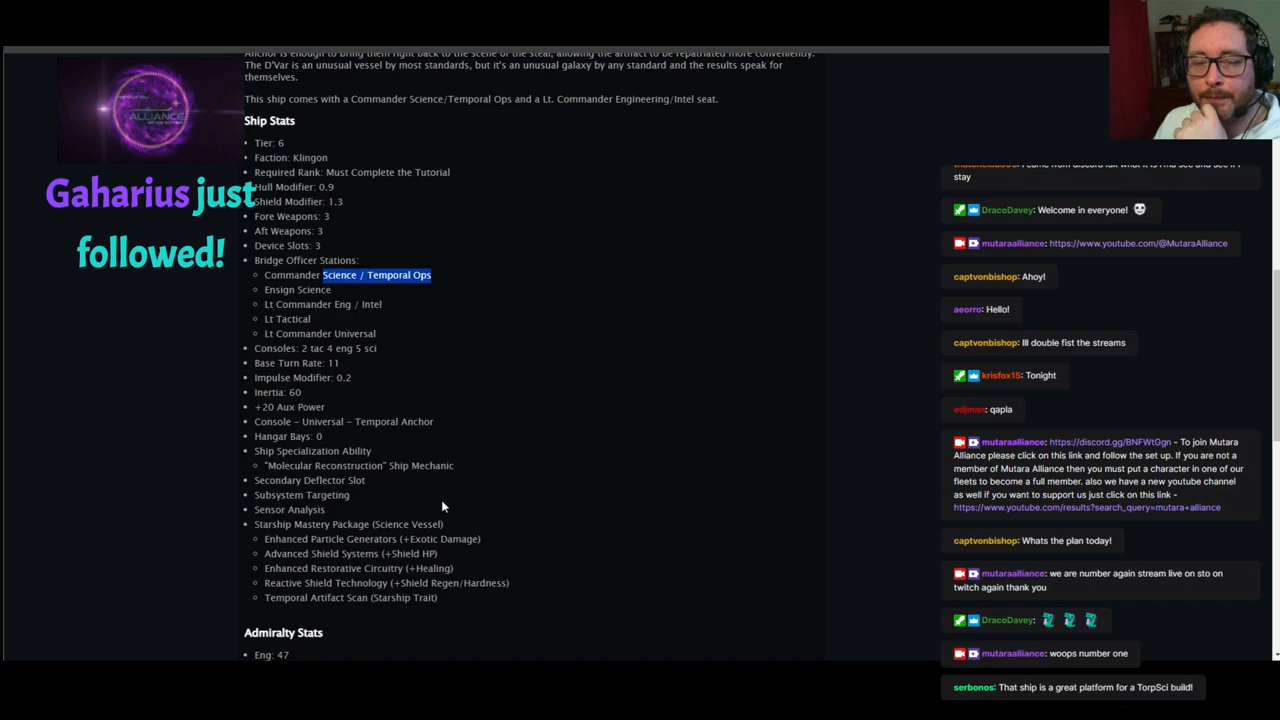 Anchor is enough to bring them right back to the scene of the steal, allowing the artifact to be repatriated more conveniently.
The D'Var is an unusual vessel by most standards, but it's an unusual galaxy by any standard and the results speak for
themselves.
This ship comes with a Commander Science/Temporal Ops and a Lt. Commander Engineering/Intel seat.
Ship Stats
Tier: 6
Faction: Klingon
Required Rank: Must Complete the Tutorial
Hull Modifier: 0.9
Shield Modifier: 1.3
Fore Weapons: 3
Aft Weapons: 3
Device Slots: 3
Bridge Officer Stations:
Commander Science / Temporal Ops
Ensign Science
Lt Commander Eng / Intel
Lt Tactical
Lt Commander Universal
Consoles: 2 tac 4 eng 5 sci
Base Turn Rate: 11
Impulse Modifier: 0.2
Inertia: 60
+20 Aux Power
Console - Universal - Temporal Anchor
Hangar Bays: 0
Ship Specialization Ability
"Molecular Reconstruction" Ship Mechanic
Secondary Deflector Slot
Subsystem Targeting
Sensor Analysis
Starship Mastery Package (Science Vessel)
Enhanced Particle Generators (+Exotic Damage)
Advanced Shield Systems (+Shield HP)
Enhanced Restorative Circuitry (+Healing)
Reactive Shield Technology (+Shield Regen/Hardness)
Temporal Artifact Scan (Starship Trait)
Admiralty Stats
Eng: 47
ALLIANCE
Gaharius just
followed!
stay
DracoDavey: Welcome in everyone!
mutaraalliance: https://www.youtube.com/@MutaraAlliance
captvonbishop: Ahoy!
aeorro: Hello!
captvonbishop: Ill double fist the streams
krisfox15: Tonight
edjman: qapla
mutaraalliance: https://discord.gg/BNFWtGgn - To join Mutara
Alliance please click on this link and follow the set up. If you are not a
member of Mutara Alliance then you must put a character in one of our
fleets to become a full member. also we have a new youtube channel
as well if you want to support us just click on this link -
https://www.youtube.com/results?search_query=mutara+alliance
captvonbishop: Whats the plan today!
mutaraalliance: we are number again stream live on sto on
twitch again thank you
DracoDavey:
mutaraalliance: woops number one
serbonos: That ship is a great platform for a TorpSci build!